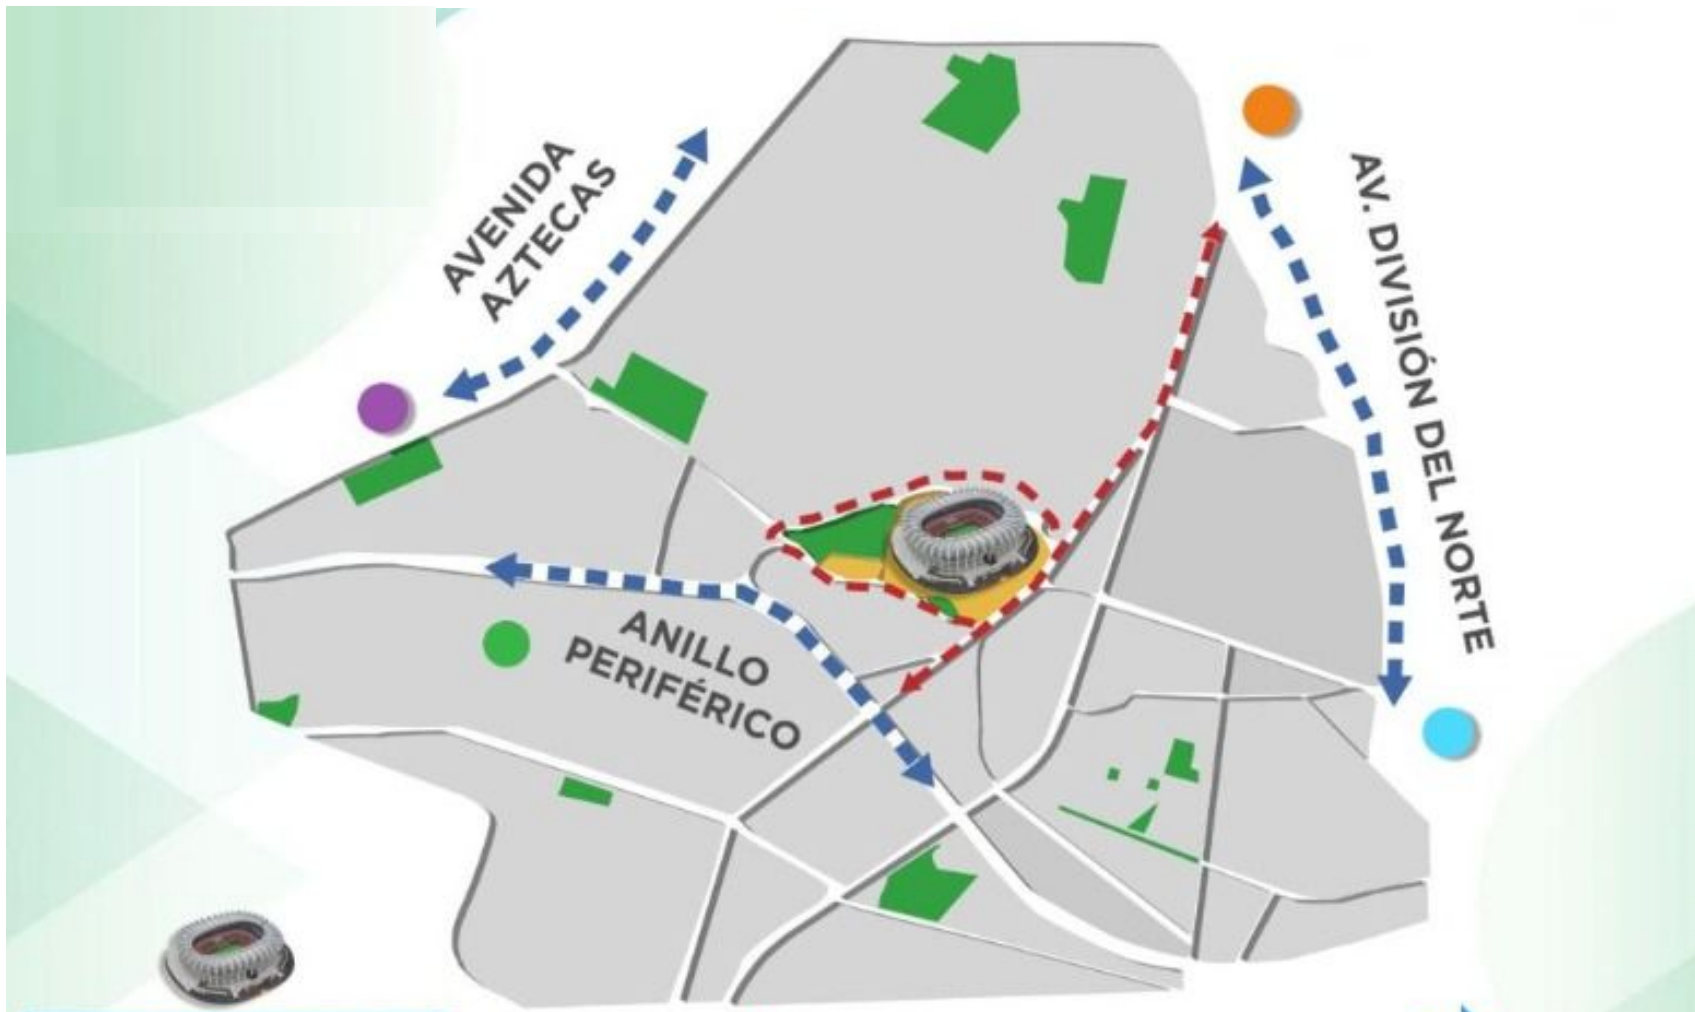 AVENIDA
AZTECAS
AV. DIVISIÓN DEL NORTE
ANILLO
PERIFÉRICO